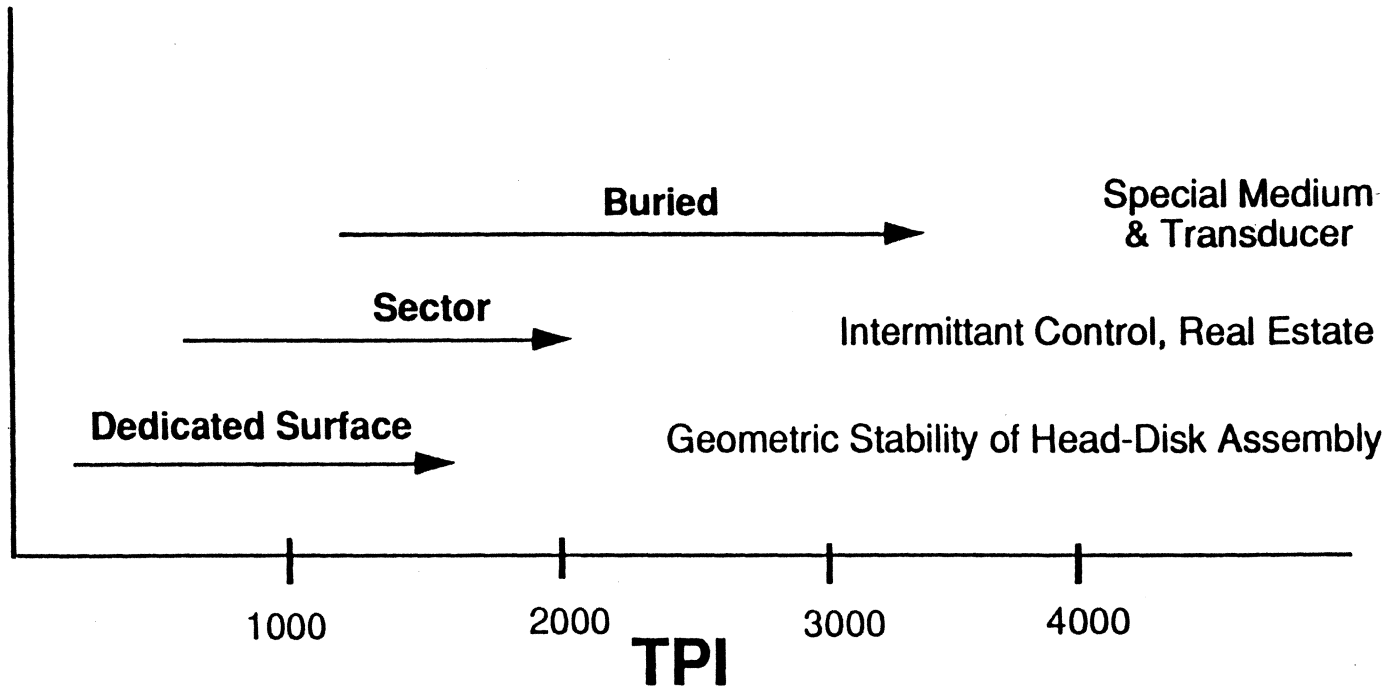 Buried
Special Medium
& Transducer
Sector
Intermittant Control, Real Estate
Dedicated Surface
Geometric Stability of Head-Disk Assembly
1000
2000
3000
4000
TPI